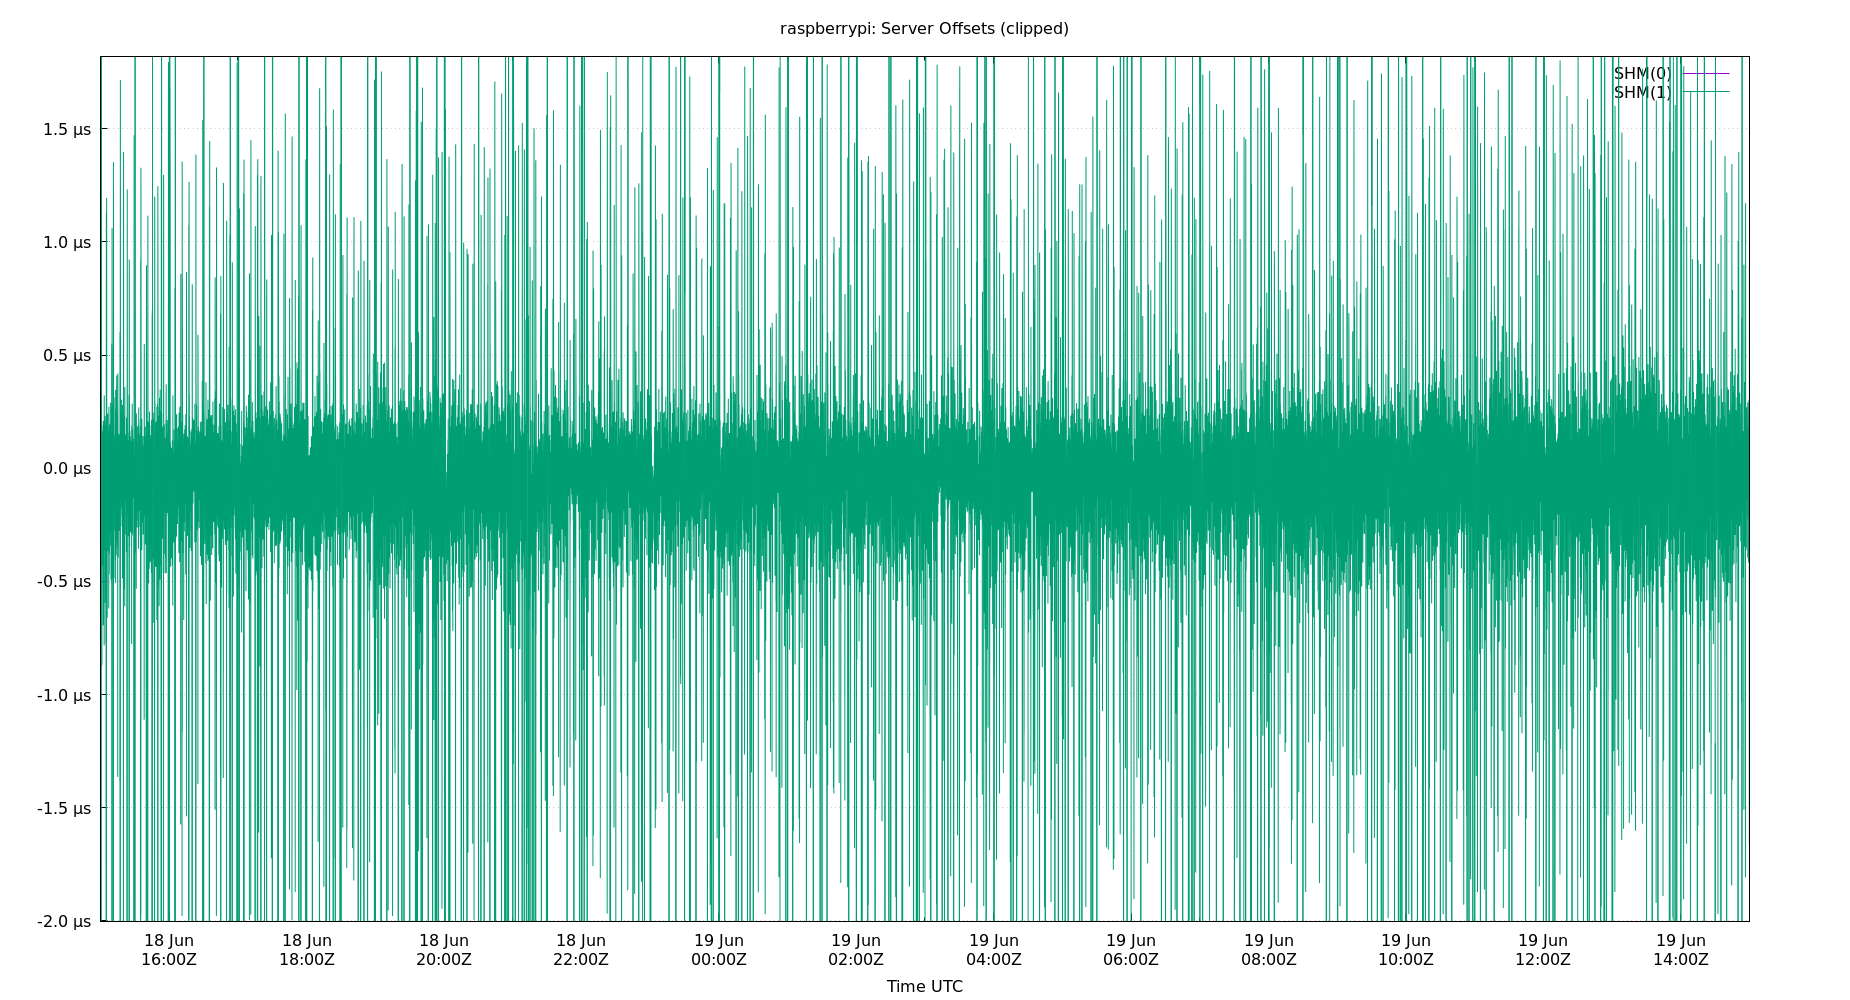 raspberrypi: Server Offsets (clipped)
SHM(0)
SHM(1)
1.5 µs
1.0 µs
0.5 µs
0.0 µs
-0.5 µs
-1.0 µs
-1.5 µs
-2.0 µs
18 Jun 18 Jun 18 Jun 18 Jun 19 Jun 19 Jun 19 Jun 19 Jun 19 Jun 19 Jun 19 Jun 19 Jun
16:00Z 18:00Z 20:00Z 22:00Z 00:00Z 02:00Z 04:00Z 06:00Z 08:00Z 10:00Z 12:00Z 14:00Z
Time UTC